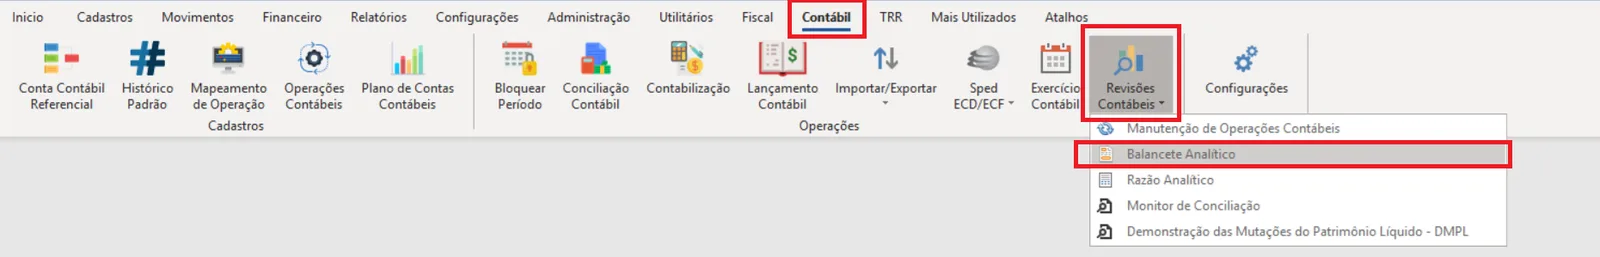 Inicio Cadastros Movimentos Financeiro Relatórios Configurações Administração Utilitários Fiscal Contábil TRR Mais Utilizados Atalhos
Conta Contábil Referencial
Histórico Padrão
Mapeamento de Operação
Operações Contábeis
Plano de Contas Contábeis
Bloquear Período
Conciliação Contábil
Contabilização
Lançamento Contábil
Importar/Exportar
Sped ECD/ECF
Exercício Contábil
Revisões Contábeis
Configurações
Cadastros
Operações
Manutenção de Operações Contábeis
Balancete Analítico
Razão Analítico
Monitor de Conciliação
Demonstração das Mutações do Patrimônio Líquido - DMPL